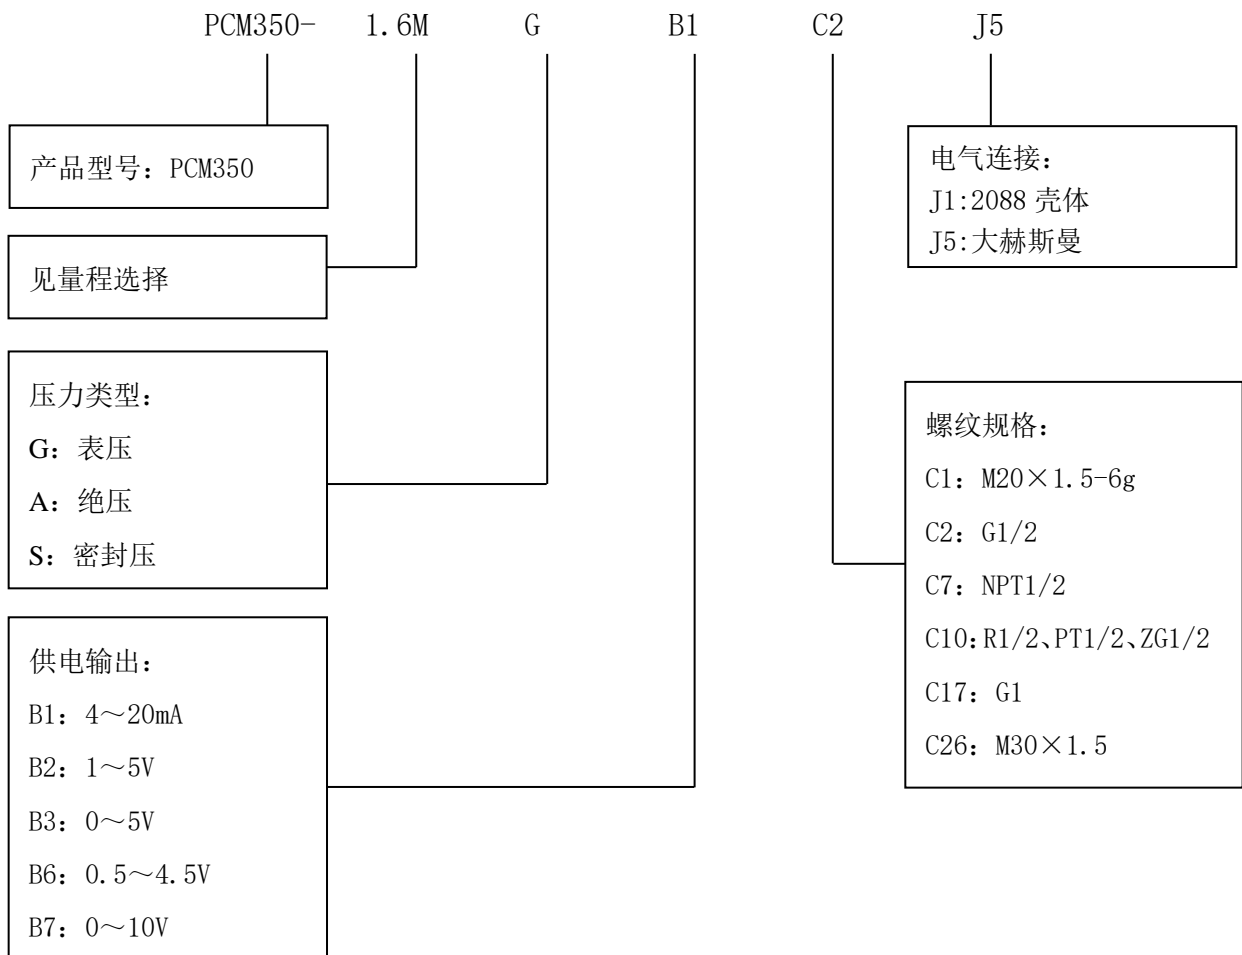 PCM350- 1.6M G B1 C2 J5
产品型号：PCM350
见量程选择
压力类型：
G：表压
A：绝压
S：密封压
供电输出：
B1：4～20mA
B2：1～5V
B3：0～5V
B6：0.5～4.5V
B7：0～10V
电气连接：
J1:2088 壳体
J5:大赫斯曼
螺纹规格：
C1：M20×1.5-6g
C2：G1/2
C7：NPT1/2
C10：R1/2、PT1/2、ZG1/2
C17：G1
C26：M30×1.5